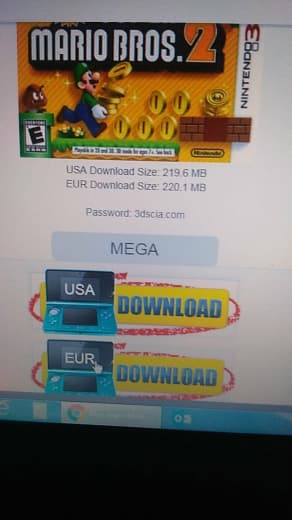 MARIO BROS. 2
NINTENDO 3
EVERYONE
E
Playable in 2D and 3D. 3D mode for ages 7+. See back
Nintendo
USA Download Size: 219.6 MB
EUR Download Size: 220.1 MB
Password: 3dscia.com
MEGA
USA
DOWNLOAD
EUR
DOWNLOAD